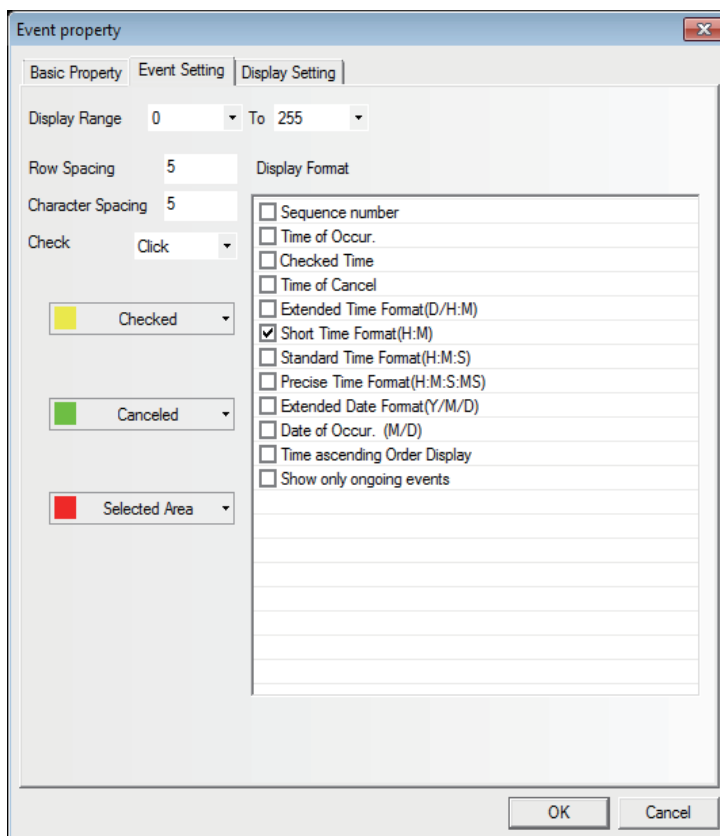 Event property
Basic Property Event Setting Display Setting
Display Range 0 To 255
Row Spacing 5 Display Format
Character Spacing 5
Check Click
Checked
Canceled
Selected Area
Sequence number
Time of Occur.
Checked Time
Time of Cancel
Extended Time Format(D/H:M)
Short Time Format(H:M)
Standard Time Format(H:M:S)
Precise Time Format(H:M:S:MS)
Extended Date Format(Y/M/D)
Date of Occur. (M/D)
Time ascending Order Display
Show only ongoing events
OK Cancel